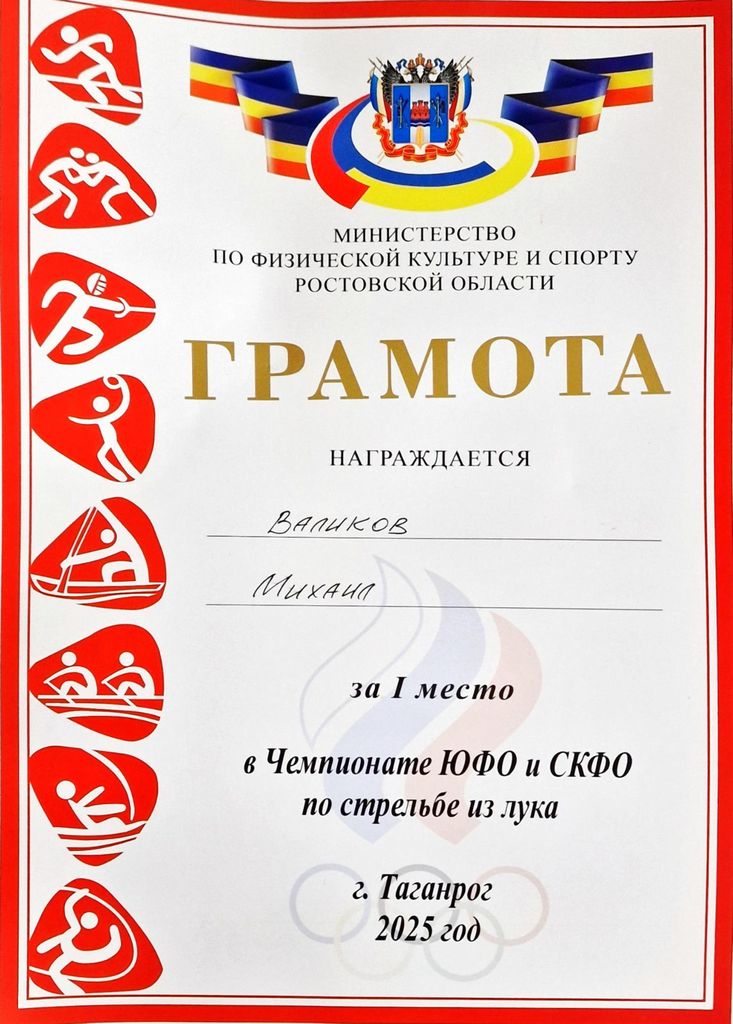 МИНИСТЕРСТВО
ПО ФИЗИЧЕСКОЙ КУЛЬТУРЕ И СПОРТУ
РОСТОВСКОЙ ОБЛАСТИ
ГРАМОТА
НАГРАЖДАЕТСЯ
Валиков
Михаил
за I место
в Чемпионате ЮФО и СКФО
по стрельбе из лука
г. Таганрог
2025 год